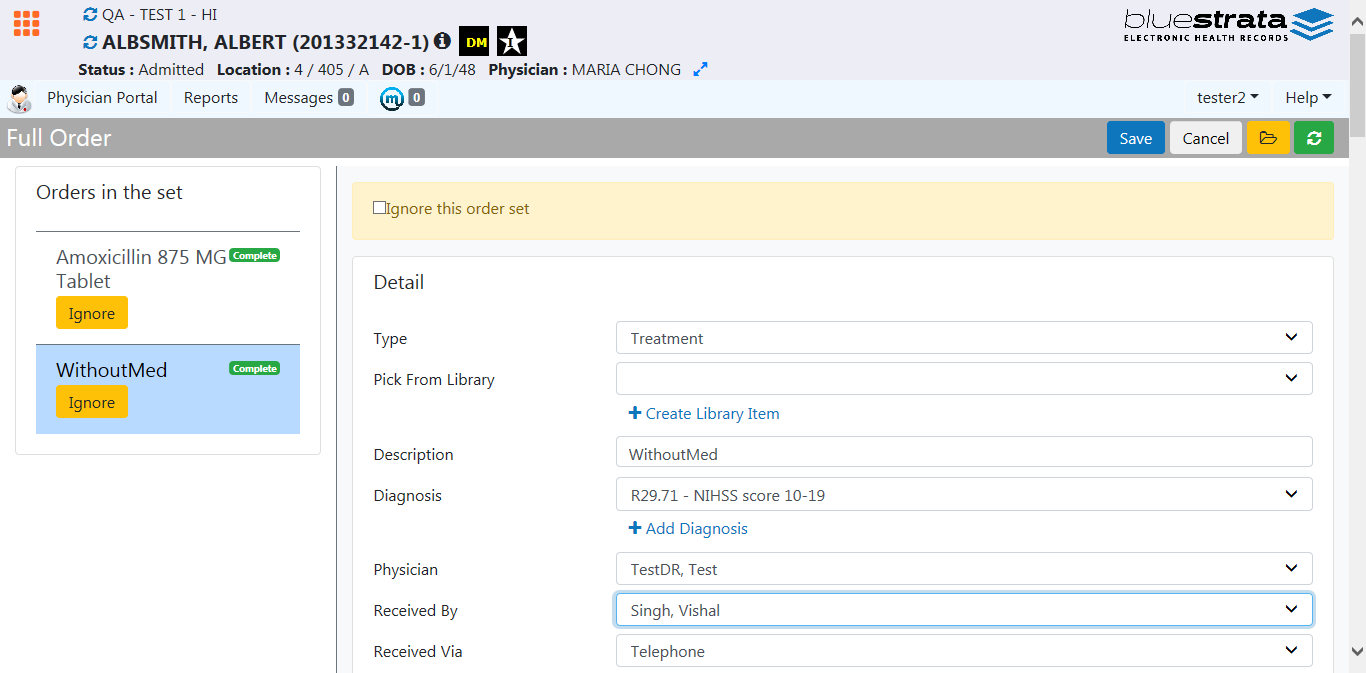 QA - TEST 1 - HI
ALBSMITH, ALBERT (201332142-1) DM 1
Status : Admitted Location : 4 / 405 / A DOB : 6/1/48 Physician : MARIA CHONG
bluestrata
ELECTRONIC HEALTH RECORDS
Physician Portal Reports Messages 0 m 0 tester2 Help
Full Order Save Cancel
Orders in the set
Amoxicillin 875 MG Complete
Tablet
Ignore
WithoutMed Complete
Ignore
Ignore this order set
Detail
Type Treatment
Pick From Library
Create Library Item
Description WithoutMed
Diagnosis R29.71 - NIHSS score 10-19
Add Diagnosis
Physician TestDR, Test
Received By Singh, Vishal
Received Via Telephone